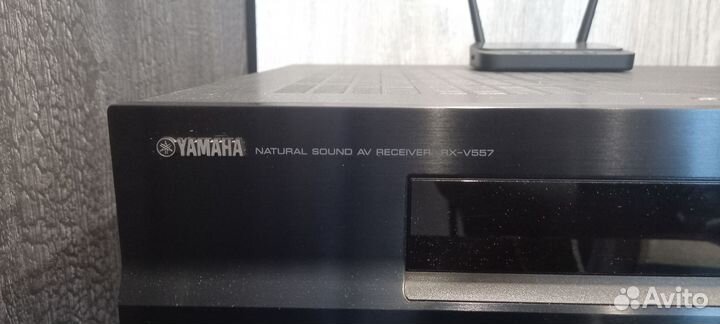 YAMAHA NATURAL SOUND AV RECEIVER RX-V557
Avito